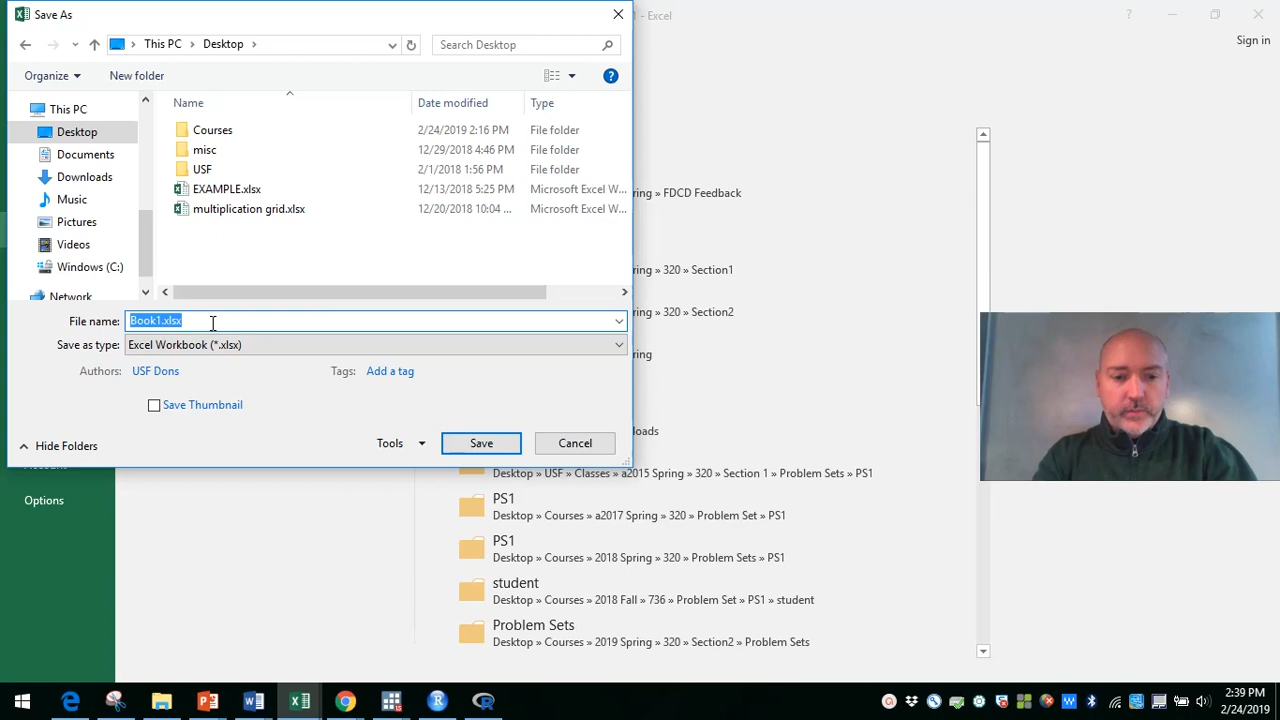 Save As
- Excel
Sign in
This PC
Desktop
Search Desktop
Organize
New folder
Name
Date modified
Type
This PC
Desktop
Documents
Downloads
Music
Pictures
Videos
Windows (C:)
Network
Courses 2/24/2019 2:16 PM File folder
misc 12/29/2018 4:46 PM File folder
USF 2/1/2018 1:56 PM File folder
EXAMPLE.xlsx 12/13/2018 5:25 PM Microsoft Excel W...
multiplication grid.xlsx 12/20/2018 10:04 ... Microsoft Excel W...
File name: Book1.xlsx
Save as type: Excel Workbook (*.xlsx)
Authors: USF Dons Tags: Add a tag
Save Thumbnail
Hide Folders
Tools
Save
Cancel
Options
ring » FDCD Feedback
ring » 320 » Section1
ring » 320 » Section2
ring
loads
Desktop » USF » Classes » a2015 Spring » 320 » Section 1 » Problem Sets » PS1
PS1
Desktop » Courses » a2017 Spring » 320 » Problem Set » PS1
PS1
Desktop » Courses » 2018 Spring » 320 » Problem Sets » PS1
student
Desktop » Courses » 2018 Fall » 736 » Problem Set » PS1 » student
Problem Sets
Desktop » Courses » 2019 Spring » 320 » Section2 » Problem Sets
2:39 PM
2/24/2019